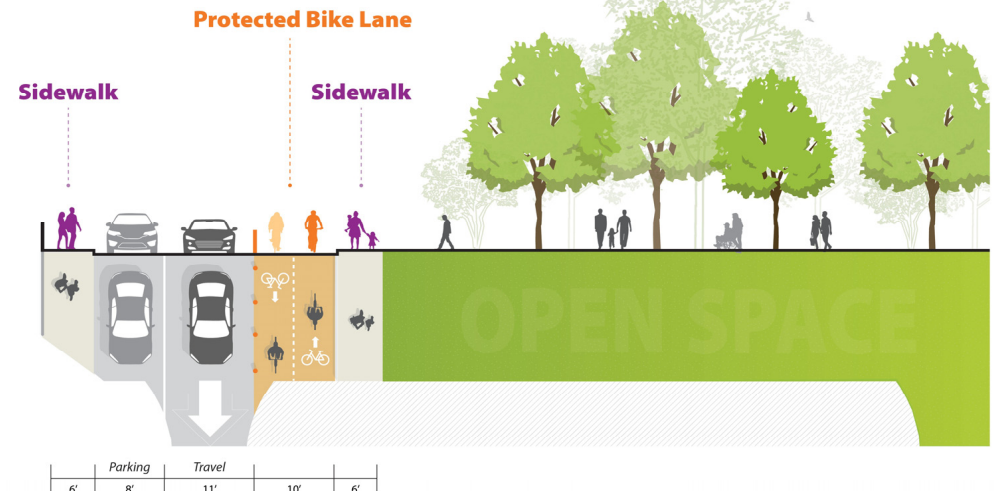 Protected Bike Lane
Sidewalk
Sidewalk
OPEN SPACE
Parking
Travel
6'
8'
11'
10'
6'